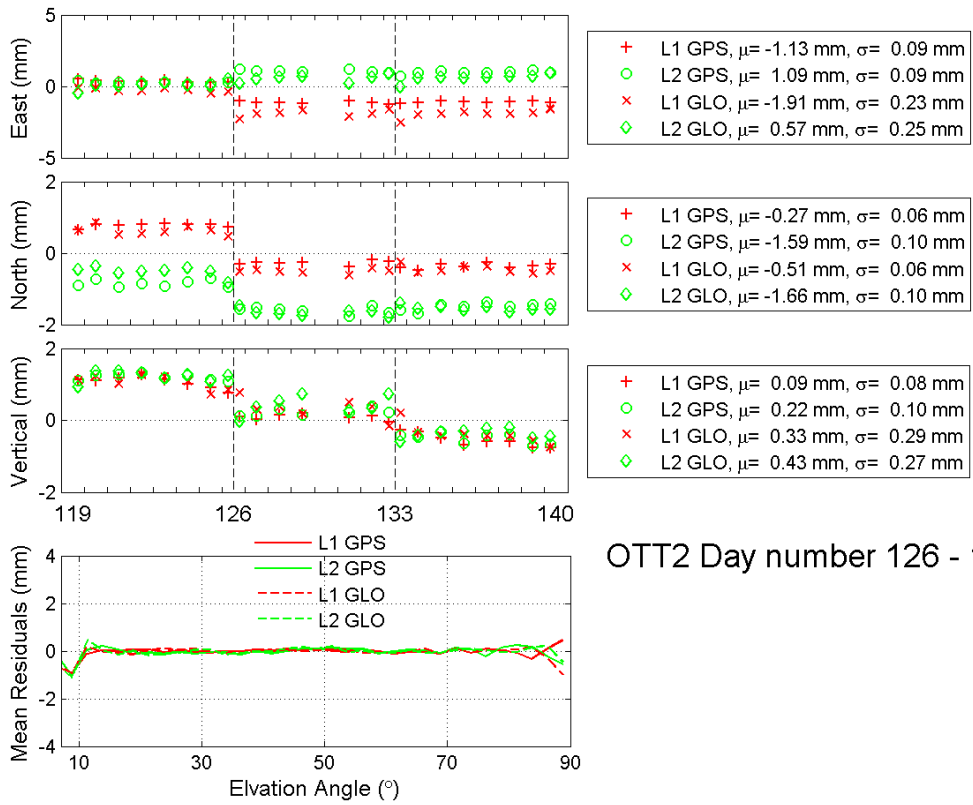 5
0
-5
East (mm)
L1 GPS, μ= -1.13 mm, σ= 0.09 mm
L2 GPS, μ= 1.09 mm, σ= 0.09 mm
L1 GLO, μ= -1.91 mm, σ= 0.23 mm
L2 GLO, μ= 0.57 mm, σ= 0.25 mm
2
0
-2
North (mm)
L1 GPS, μ= -0.27 mm, σ= 0.06 mm
L2 GPS, μ= -1.59 mm, σ= 0.10 mm
L1 GLO, μ= -0.51 mm, σ= 0.06 mm
L2 GLO, μ= -1.66 mm, σ= 0.10 mm
2
0
-2
Vertical (mm)
L1 GPS, μ= 0.09 mm, σ= 0.08 mm
L2 GPS, μ= 0.22 mm, σ= 0.10 mm
L1 GLO, μ= 0.33 mm, σ= 0.29 mm
L2 GLO, μ= 0.43 mm, σ= 0.27 mm
119 126 133 140
4
2
0
-2
-4
Mean Residuals (mm)
L1 GPS
L2 GPS
L1 GLO
L2 GLO
10 30 50 70 90
Elvation Angle (°)
OTT2 Day number 126 -